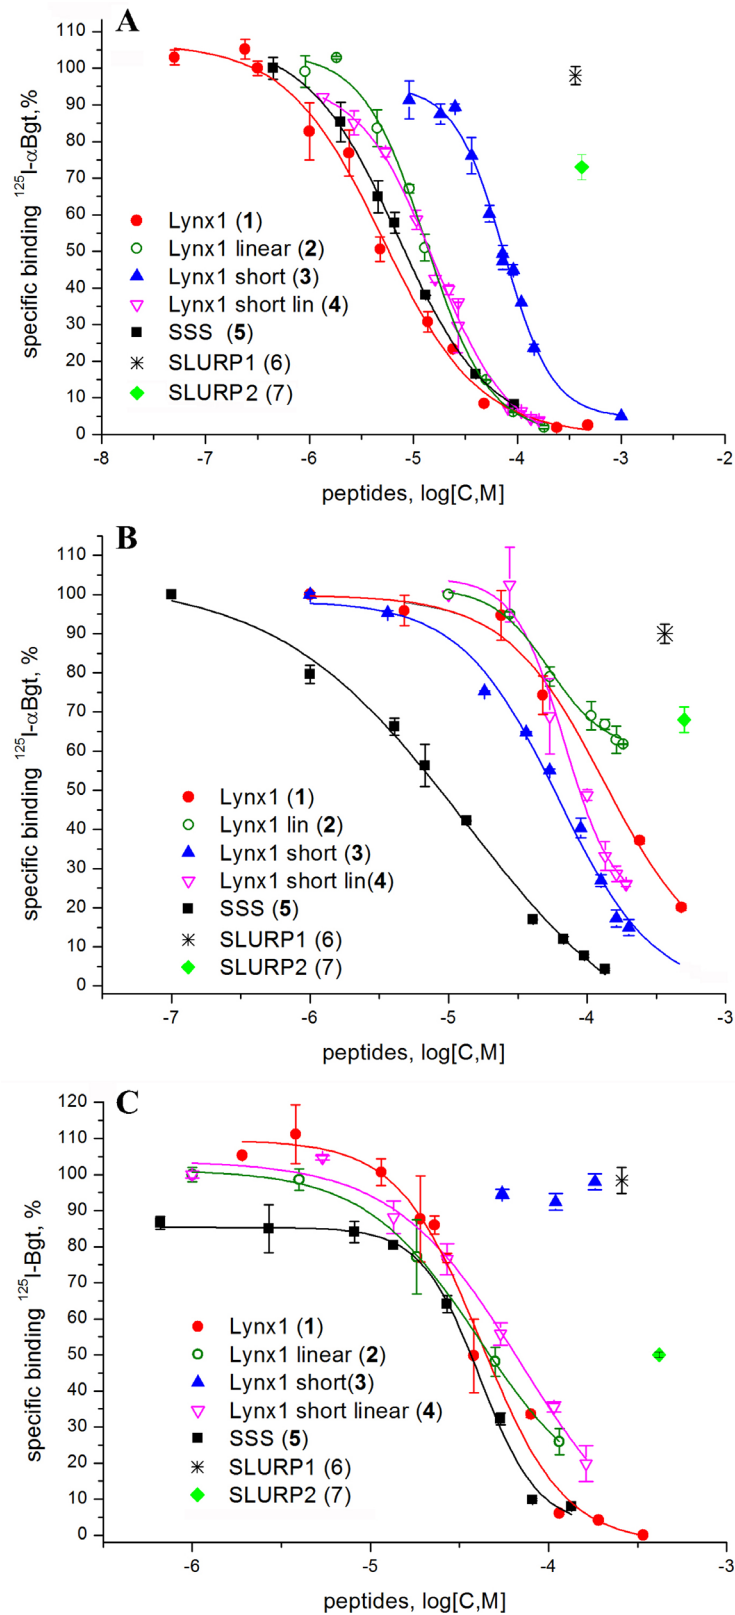 A
110
100
90
80
70
60
50
40
30
20
10
0
specific binding ¹²⁵I-αBgt,%
Lynx1 (1)
Lynx1 linear (2)
Lynx1 short (3)
Lynx1 short lin (4)
SSS (5)
SLURP1 (6)
SLURP2 (7)
-8 -7 -6 -5 -4 -3 -2
peptides, log[C,M]
B
110
100
90
80
70
60
50
40
30
20
10
0
specific binding ¹²⁵I-αBgt, %
Lynx1 (1)
Lynx1 lin (2)
Lynx1 short (3)
Lynx1 short lin(4)
SSS (5)
SLURP1 (6)
SLURP2 (7)
-7 -6 -5 -4 -3
peptides, log[C,M]
C
120
110
100
90
80
70
60
50
40
30
20
10
0
specific binding ¹²⁵I-Bgt, %
Lynx1 (1)
Lynx1 linear (2)
Lynx1 short(3)
Lynx1 short linear (4)
SSS (5)
SLURP1 (6)
SLURP2 (7)
-6 -5 -4 -3
peptides, log[C,M]